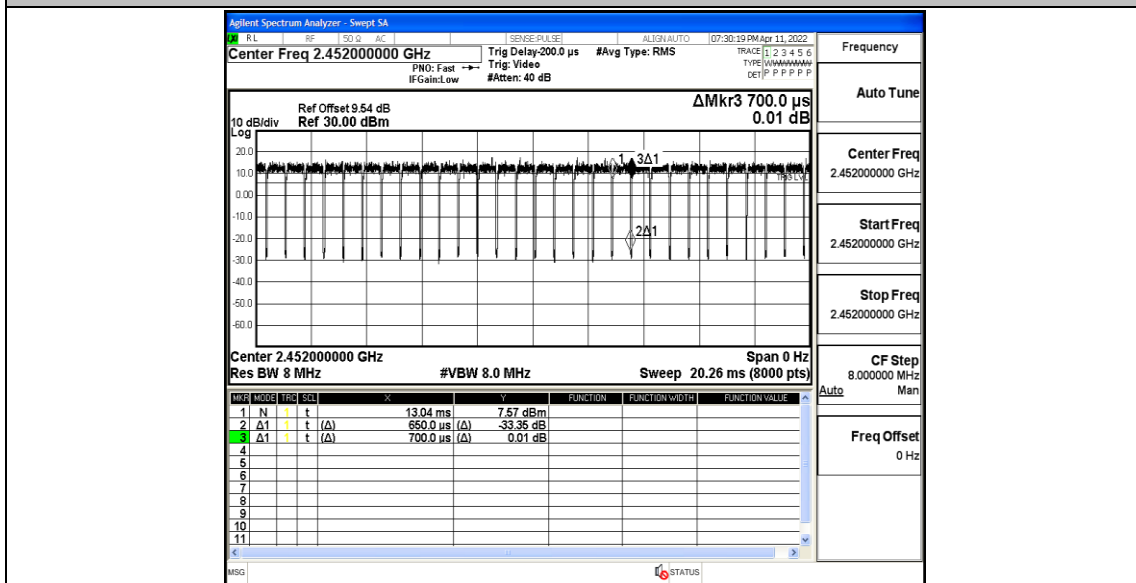 Agilent Spectrum Analyzer - Swept SA
RL RF 50 Ω AC SENSE:PULSE ALIGN AUTO 07:30:19 PM Apr 11, 2022
Center Freq 2.452000000 GHz
PNO: Fast
IFGain:Low
Trig Delay-200.0 µs
Trig: Video
#Atten: 40 dB
#Avg Type: RMS
TRACE 1 2 3 4 5 6
TYPE WWWWWW
DET P P P P P P
Ref Offset 9.54 dB
10 dB/div Ref 30.00 dBm
Log
ΔMkr3 700.0 µs
0.01 dB
20.0
10.0
0.00
-10.0
-20.0
-30.0
-40.0
-50.0
-60.0
1 3Δ1
TRIG LVL
2Δ1
Center 2.452000000 GHz Span 0 Hz
Res BW 8 MHz #VBW 8.0 MHz Sweep 20.26 ms (8000 pts)
MKR MODE TRC SCL X Y FUNCTION FUNCTION WIDTH FUNCTION VALUE
1 N 1 t 13.04 ms 7.57 dBm
2 Δ1 1 t (Δ) 650.0 µs (Δ) -33.35 dB
3 Δ1 1 t (Δ) 700.0 µs (Δ) 0.01 dB
4
5
6
7
8
9
10
11
MSG STATUS
Frequency
Auto Tune
Center Freq
2.452000000 GHz
Start Freq
2.452000000 GHz
Stop Freq
2.452000000 GHz
CF Step
8.000000 MHz
Auto Man
Freq Offset
0 Hz